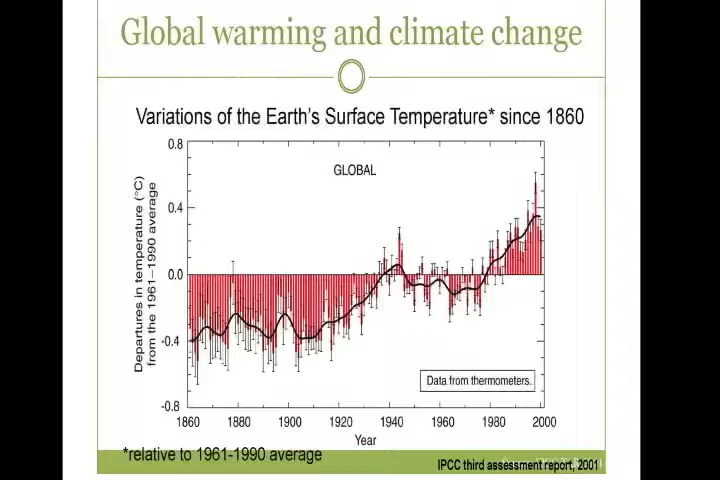 Global warming and climate change
Variations of the Earth's Surface Temperature* since 1860
GLOBAL
Departures in temperature (°C)
from the 1961–1990 average
0.8
0.4
0.0
-0.4
-0.8
Data from thermometers.
1860 1880 1900 1920 1940 1960 1980 2000
Year
*relative to 1961-1990 average
IPCC third assessment report, 2001